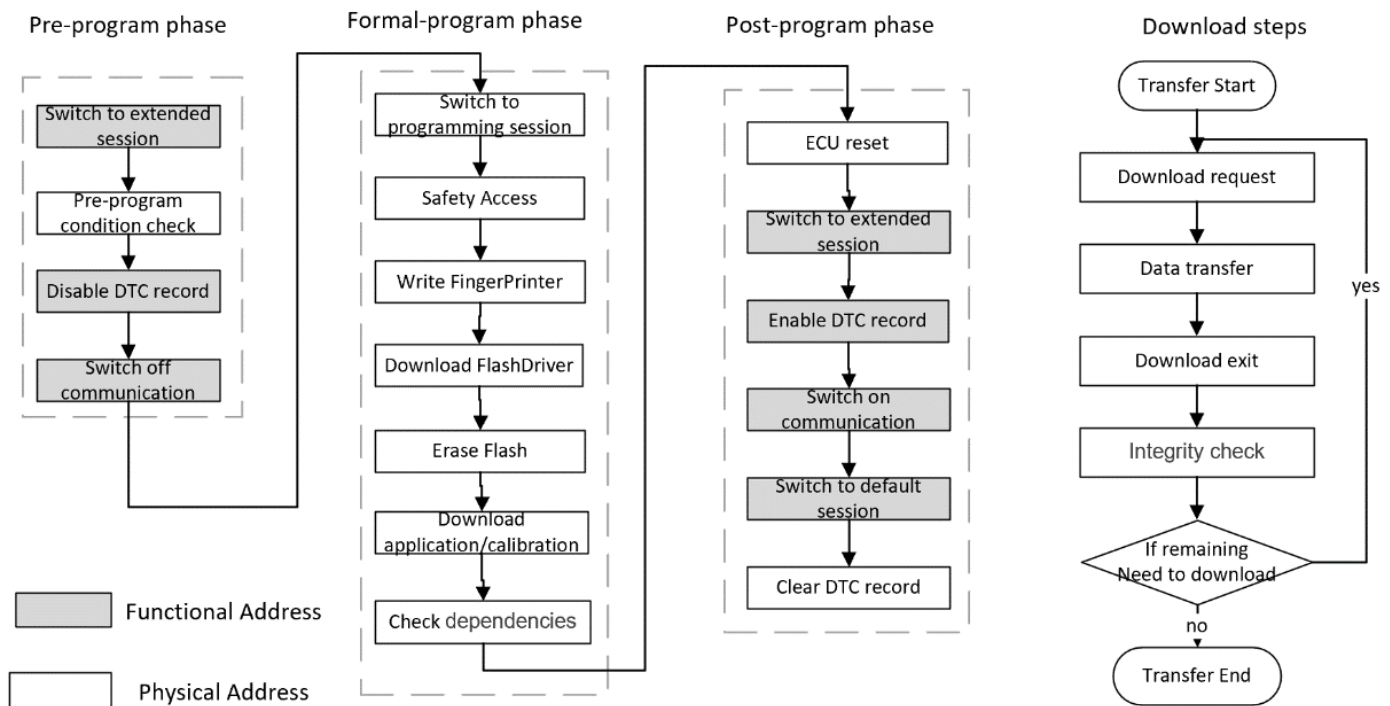 Pre-program phase
Switch to extended
session
Pre-program
condition check
Disable DTC record
Switch off
communication
Formal-program phase
Switch to
programming session
Safety Access
Write FingerPrinter
Download FlashDriver
Erase Flash
Download
application/calibration
Check dependencies
Post-program phase
ECU reset
Switch to extended
session
Enable DTC record
Switch on
communication
Switch to default
session
Clear DTC record
Download steps
Transfer Start
Download request
Data transfer
Download exit
Integrity check
If remaining
Need to download
yes
no
Transfer End
Functional Address
Physical Address